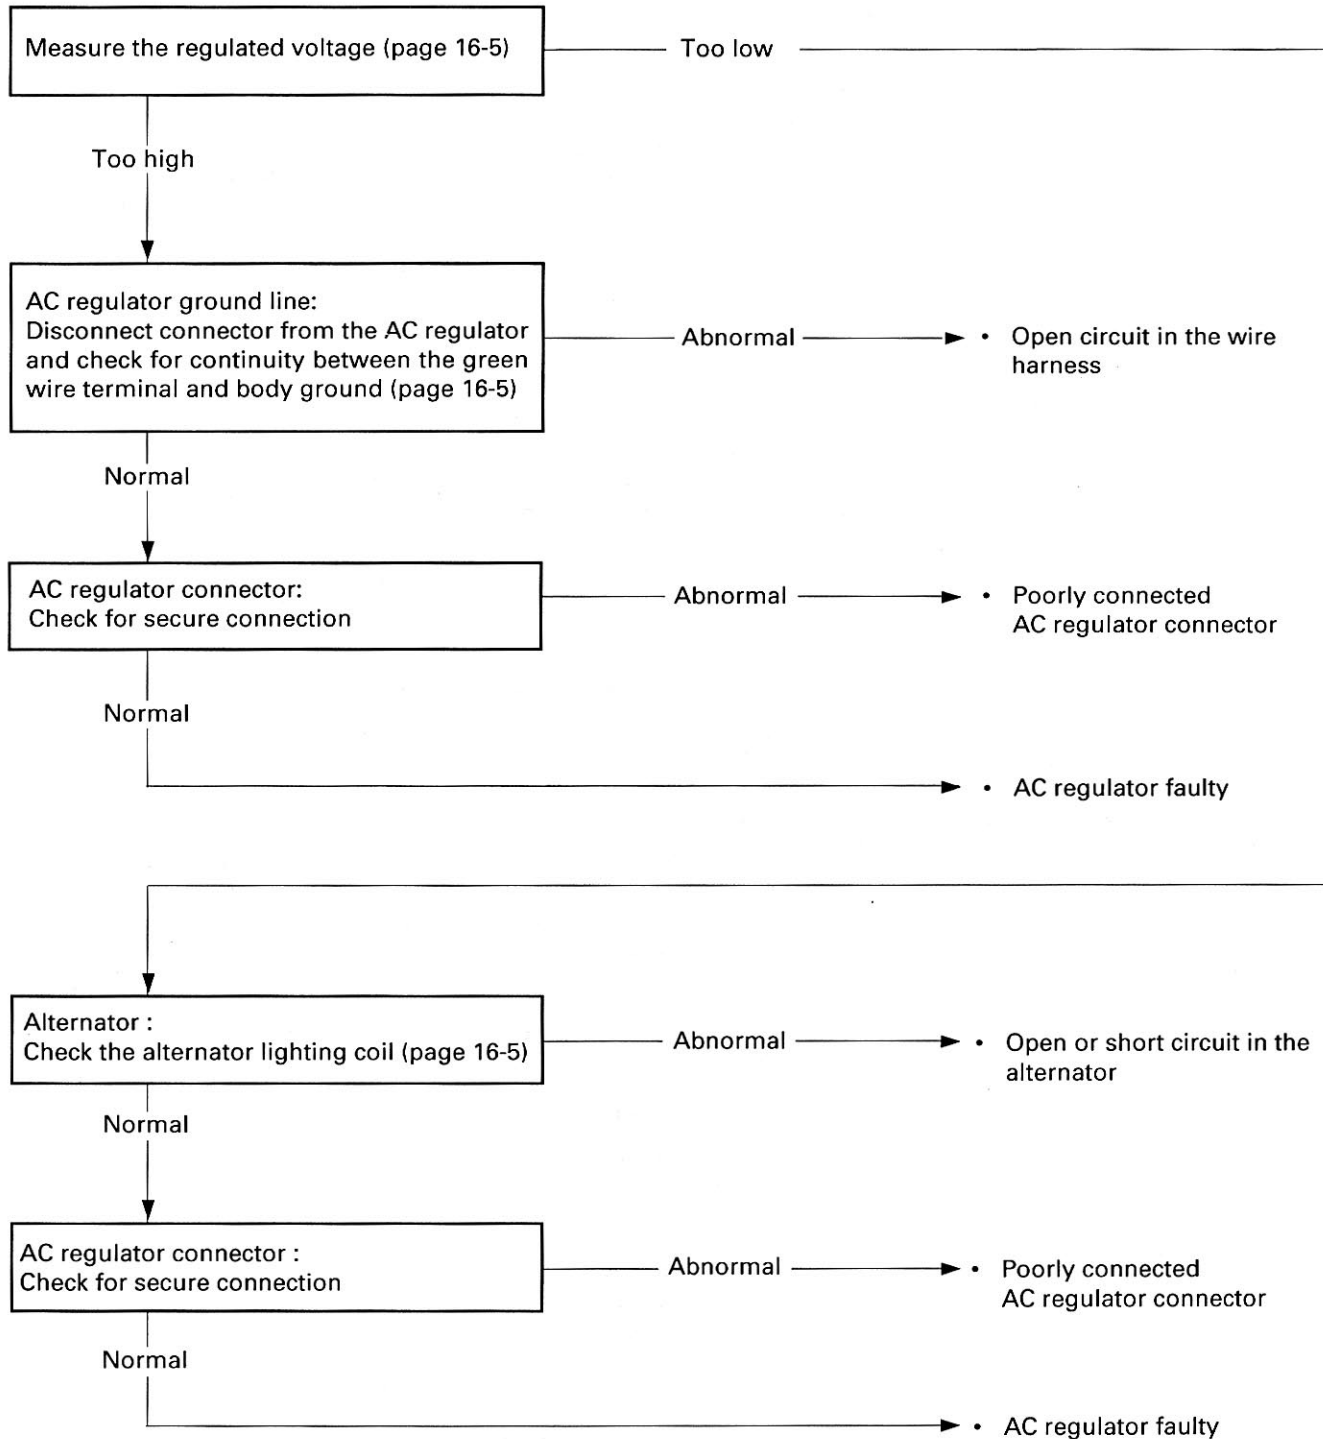 Measure the regulated voltage (page 16-5)
Too low
Too high
AC regulator ground line:
Disconnect connector from the AC regulator
and check for continuity between the green
wire terminal and body ground (page 16-5)
Abnormal
• Open circuit in the wire
harness
Normal
AC regulator connector:
Check for secure connection
Abnormal
• Poorly connected
AC regulator connector
Normal
• AC regulator faulty
Alternator :
Check the alternator lighting coil (page 16-5)
Abnormal
• Open or short circuit in the
alternator
Normal
AC regulator connector :
Check for secure connection
Abnormal
• Poorly connected
AC regulator connector
Normal
• AC regulator faulty